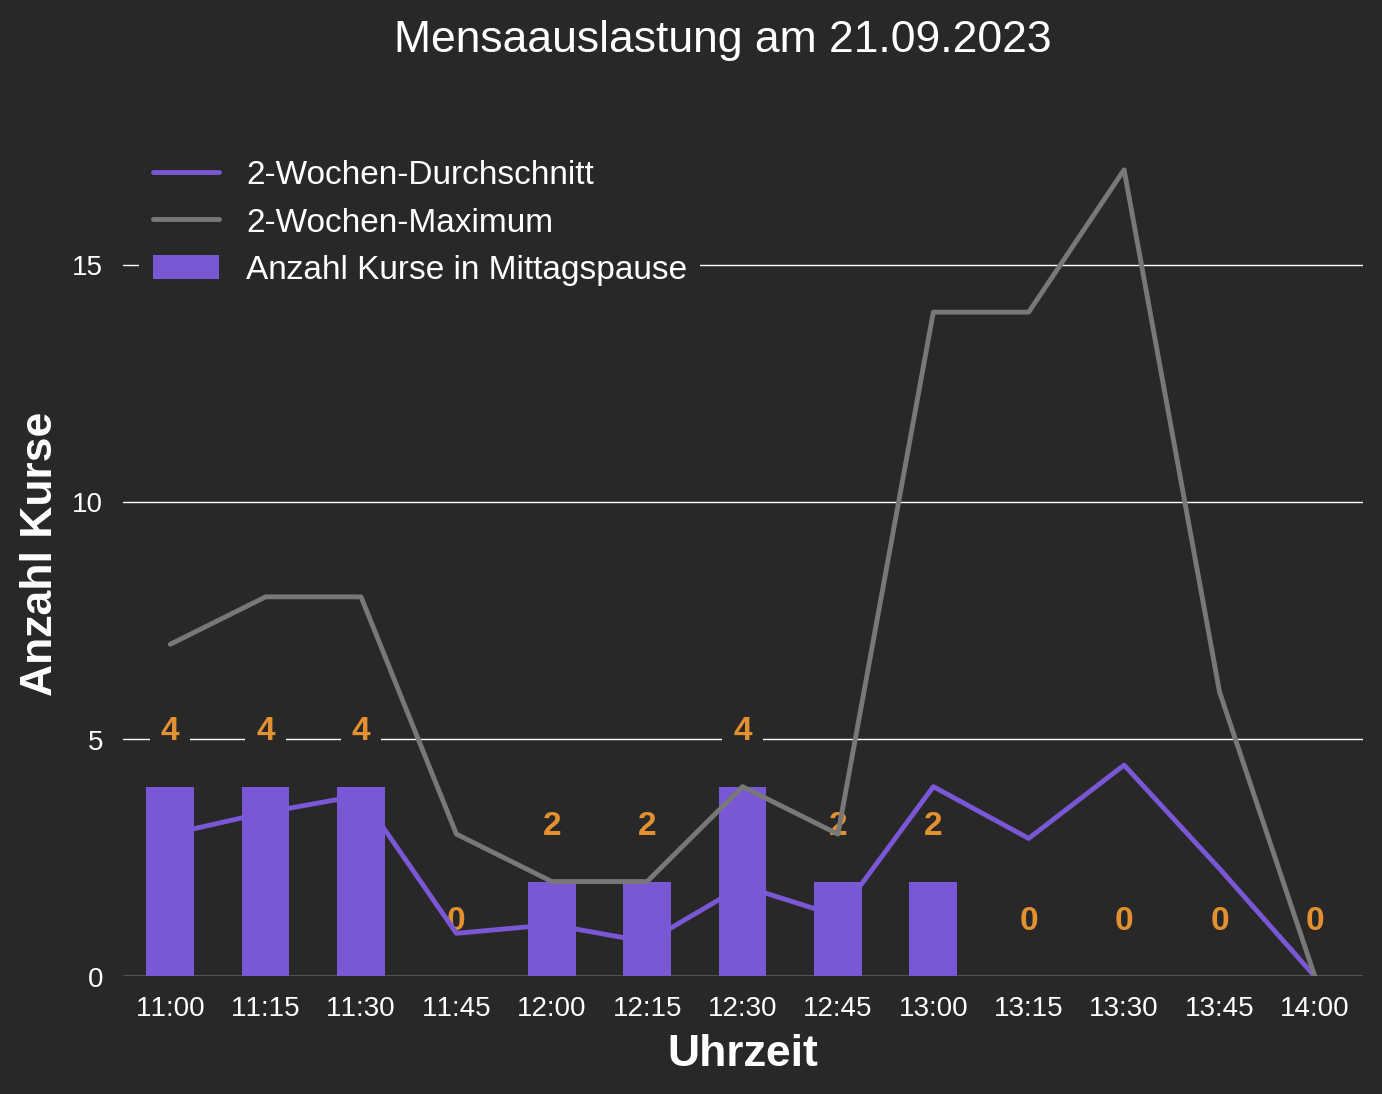 Mensaauslastung am 21.09.2023
2-Wochen-Durchschnitt
2-Wochen-Maximum
Anzahl Kurse in Mittagspause
15
10
5
0
Anzahl Kurse
4 4 4 0 2 2 4 2 2 0 0 0 0
11:00 11:15 11:30 11:45 12:00 12:15 12:30 12:45 13:00 13:15 13:30 13:45 14:00
Uhrzeit